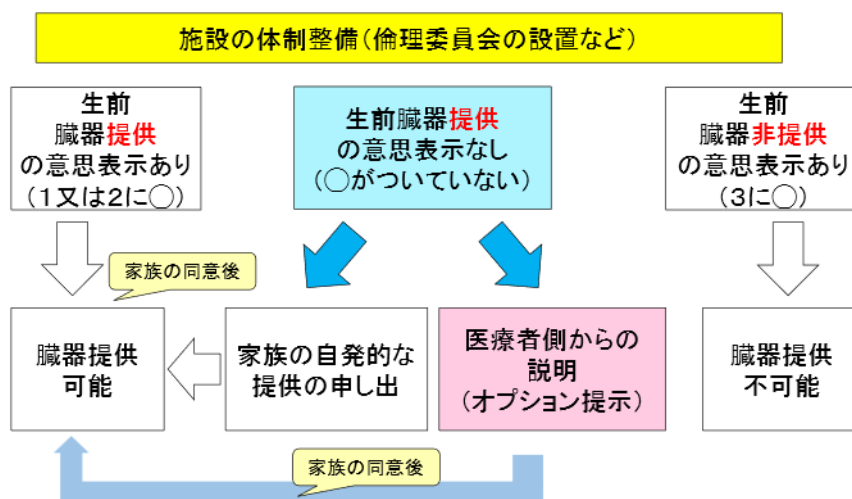 施設の体制整備(倫理委員会の設置など)
生前
臓器提供
の意思表示あり
(1又は2に◯)
生前臓器提供
の意思表示なし
(◯がついていない)
生前
臓器非提供
の意思表示あり
(3に◯)
家族の同意後
臓器提供
可能
家族の自発的な
提供の申し出
医療者側からの
説明
(オプション提示)
臓器提供
不可能
家族の同意後